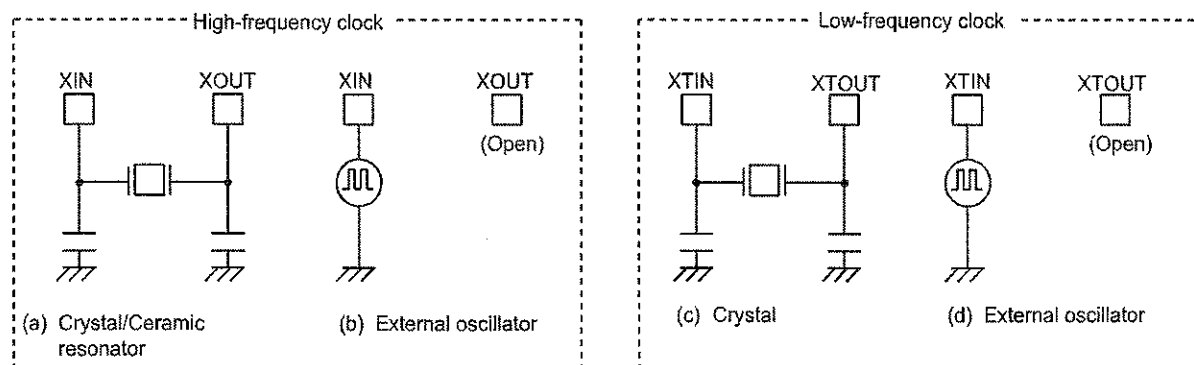 High-frequency clock
XIN
XOUT
XIN
XOUT
(Open)
(a) Crystal/Ceramic
resonator
(b) External oscillator
Low-frequency clock
XTIN
XTOUT
XTIN
XTOUT
(Open)
(c) Crystal
(d) External oscillator